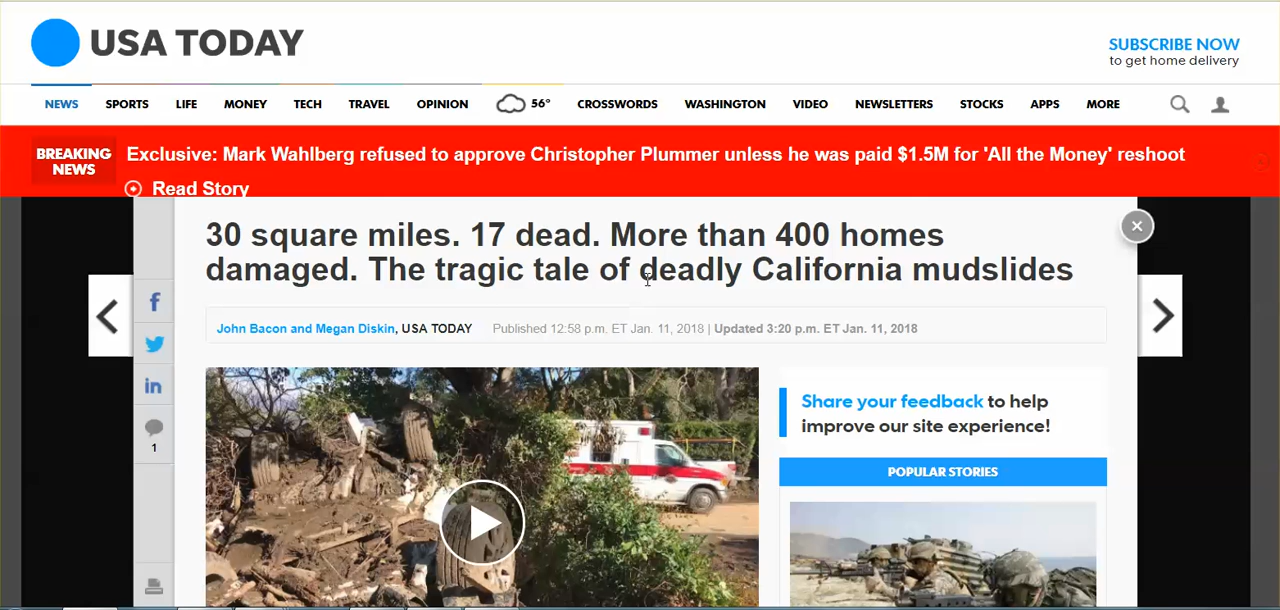 USA TODAY
SUBSCRIBE NOW
to get home delivery
NEWS SPORTS LIFE MONEY TECH TRAVEL OPINION 56° CROSSWORDS WASHINGTON VIDEO NEWSLETTERS STOCKS APPS MORE
BREAKING NEWS
Exclusive: Mark Wahlberg refused to approve Christopher Plummer unless he was paid $1.5M for 'All the Money' reshoot
Read Story
30 square miles. 17 dead. More than 400 homes
damaged. The tragic tale of deadly California mudslides
John Bacon and Megan Diskin, USA TODAY Published 12:58 p.m. ET Jan. 11, 2018 | Updated 3:20 p.m. ET Jan. 11, 2018
f
in
1
Share your feedback to help
improve our site experience!
POPULAR STORIES